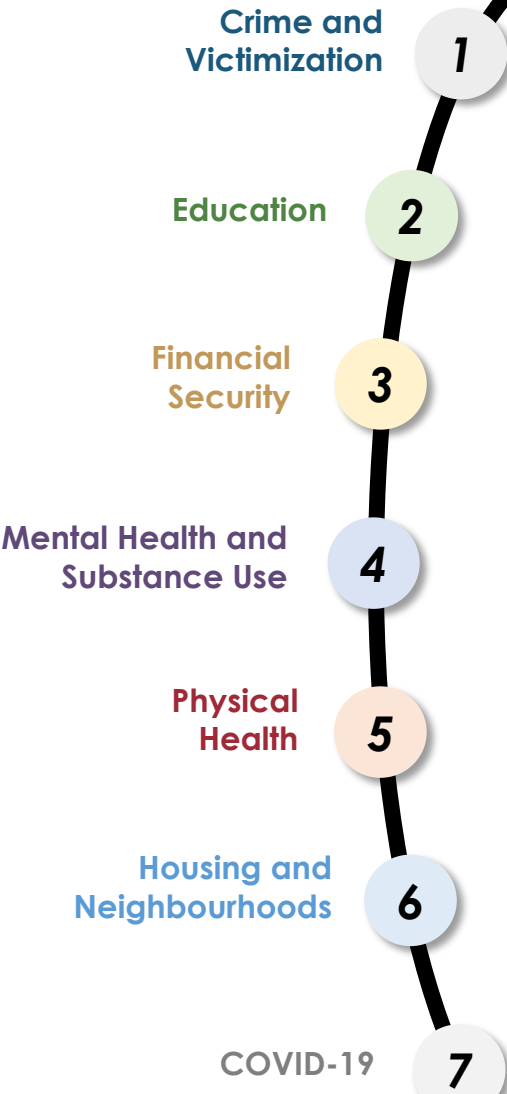 Crime and
Victimization
1
Education
2
Financial
Security
3
Mental Health and
Substance Use
4
Physical
Health
5
Housing and
Neighbourhoods
6
COVID-19
7